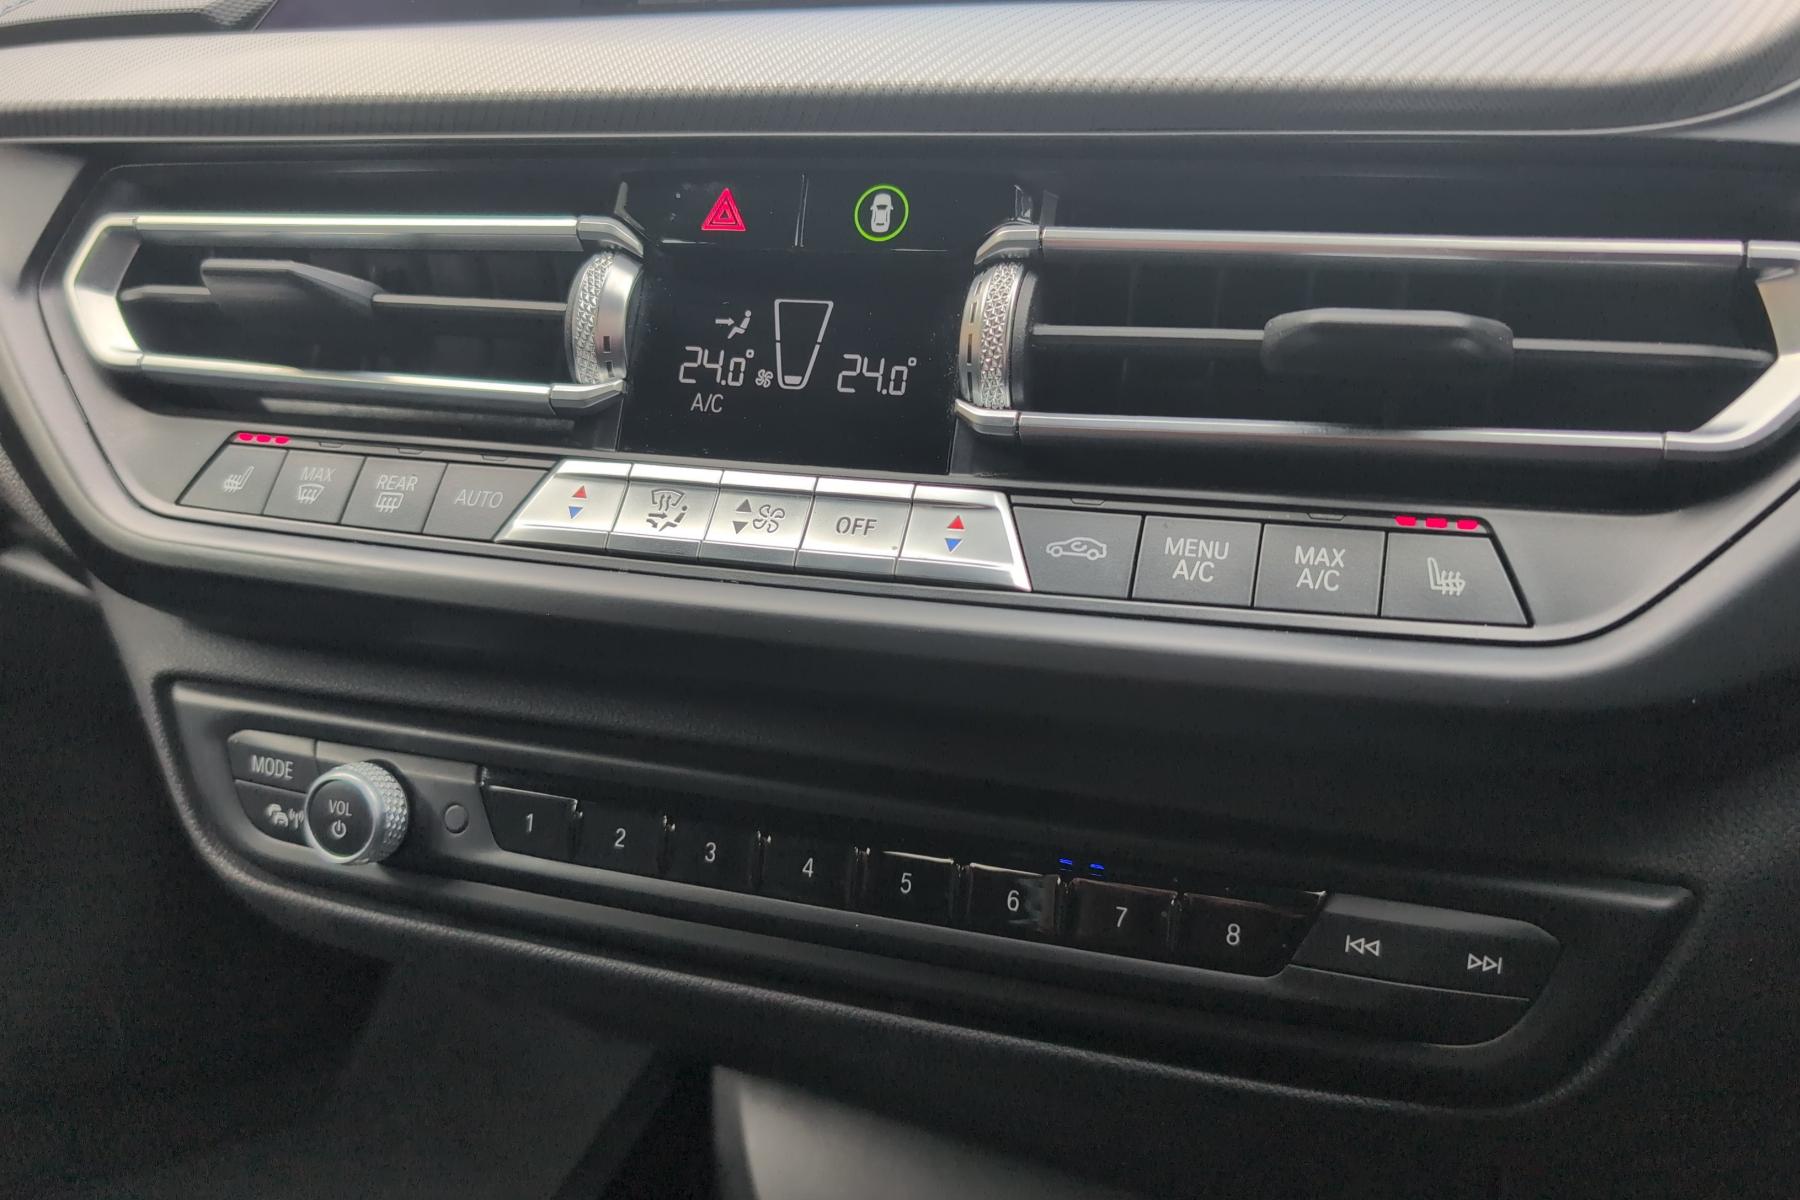 24.0°
24.0°
A/C
MAX
REAR
AUTO
OFF
MENU
A/C
MAX
A/C
MODE
VOL
1
2
3
4
5
6
7
8